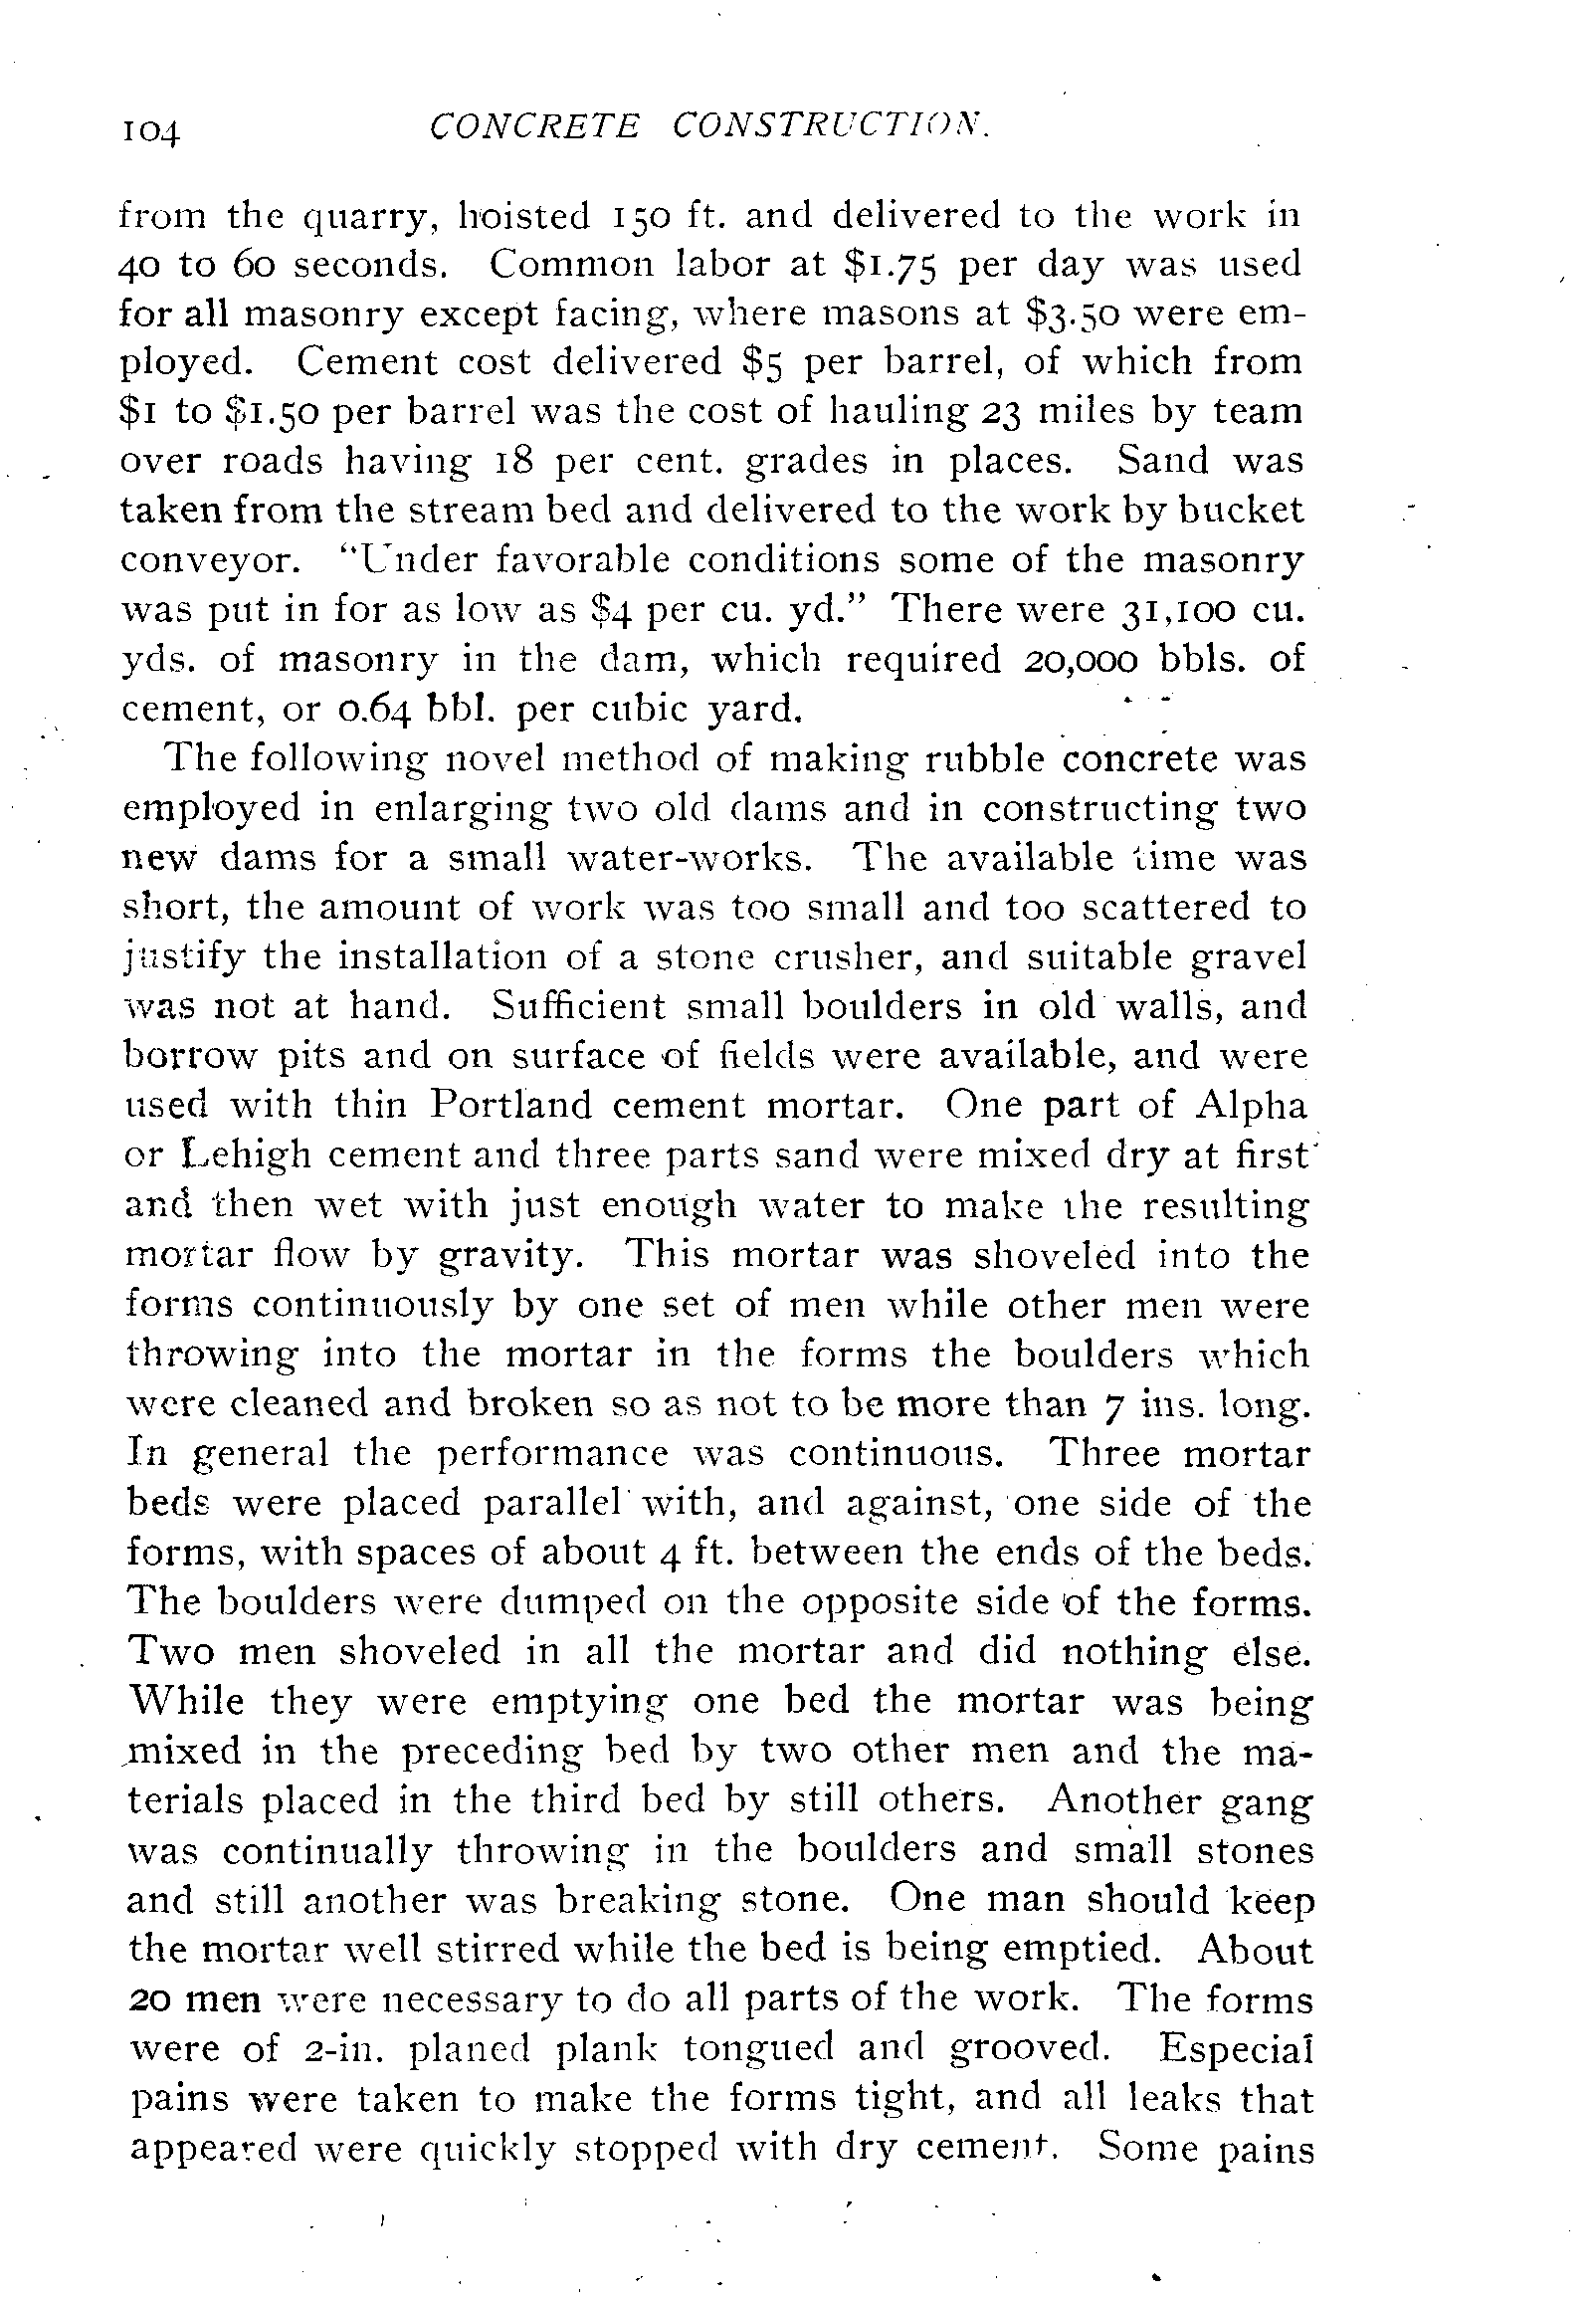 104 CONCRETE CONSTRUCTION.
from the quarry, hoisted 150 ft. and delivered to the work in
40 to 60 seconds. Common labor at $1.75 per day was used
for all masonry except facing, where masons at $3.50 were em-
ployed. Cement cost delivered $5 per barrel, of which from
$1 to $1.50 per barrel was the cost of hauling 23 miles by team
over roads having 18 per cent. grades in places. Sand was
taken from the stream bed and delivered to the work by bucket
conveyor. "Under favorable conditions some of the masonry
was put in for as low as $4 per cu. yd." There were 31,100 cu.
yds. of masonry in the dam, which required 20,000 bbls. of
cement, or 0.64 bbl. per cubic yard.
The following novel method of making rubble concrete was
employed in enlarging two old dams and in constructing two
new dams for a small water-works. The available time was
short, the amount of work was too small and too scattered to
justify the installation of a stone crusher, and suitable gravel
was not at hand. Sufficient small boulders in old walls, and
borrow pits and on surface of fields were available, and were
used with thin Portland cement mortar. One part of Alpha
or Lehigh cement and three parts sand were mixed dry at first
and then wet with just enough water to make the resulting
mortar flow by gravity. This mortar was shoveled into the
forms continuously by one set of men while other men were
throwing into the mortar in the forms the boulders which
were cleaned and broken so as not to be more than 7 ins. long.
In general the performance was continuous. Three mortar
beds were placed parallel with, and against, one side of the
forms, with spaces of about 4 ft. between the ends of the beds.
The boulders were dumped on the opposite side of the forms.
Two men shoveled in all the mortar and did nothing else.
While they were emptying one bed the mortar was being
mixed in the preceding bed by two other men and the ma-
terials placed in the third bed by still others. Another gang
was continually throwing in the boulders and small stones
and still another was breaking stone. One man should keep
the mortar well stirred while the bed is being emptied. About
20 men were necessary to do all parts of the work. The forms
were of 2-in. planed plank tongued and grooved. Especial
pains were taken to make the forms tight, and all leaks that
appeared were quickly stopped with dry cement. Some pains